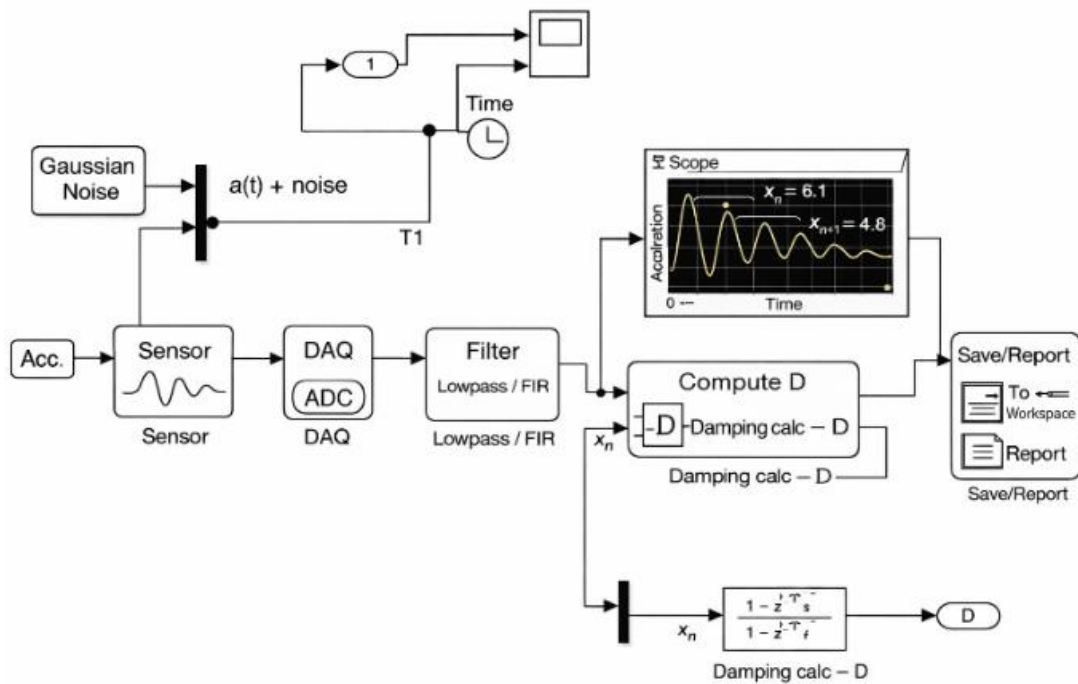 1
Time
Gaussian
Noise
a(t) + noise
T1
Scope
xₙ = 6.1
xₙ₊₁ = 4.8
Accolration
0
Time
Acc.
Sensor
Sensor
DAQ
ADC
DAQ
Filter
Lowpass / FIR
Lowpass / FIR
Compute D
D
Damping calc – D
xₙ
Damping calc – D
Save/Report
To
Workspace
Report
Save/Report
xₙ
D
Damping calc – D